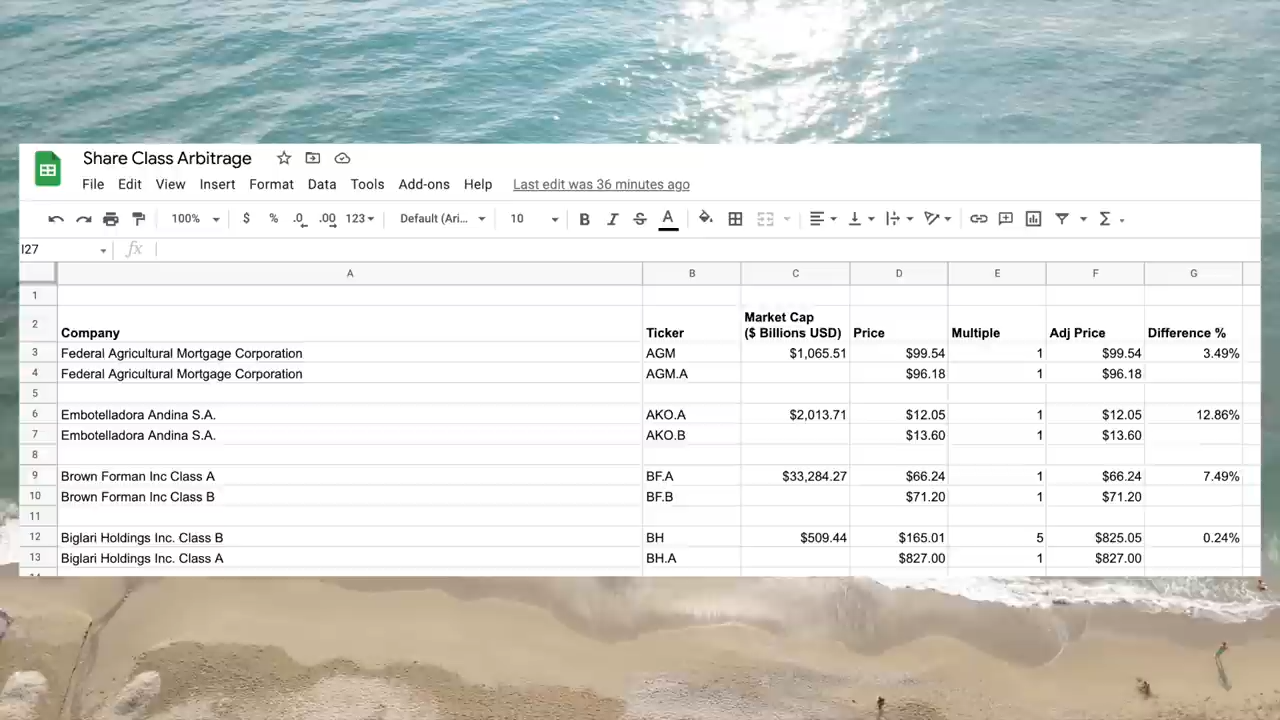 Share Class Arbitrage
File Edit View Insert Format Data Tools Add-ons Help Last edit was 36 minutes ago
100% $ % .0 .00 123 Default (Ari... 10 B I S A
I27 fx
A B C D E F G
1
2 Company Ticker Market Cap ($ Billions USD) Price Multiple Adj Price Difference %
3 Federal Agricultural Mortgage Corporation AGM $1,065.51 $99.54 1 $99.54 3.49%
4 Federal Agricultural Mortgage Corporation AGM.A $96.18 1 $96.18
5
6 Embotelladora Andina S.A. AKO.A $2,013.71 $12.05 1 $12.05 12.86%
7 Embotelladora Andina S.A. AKO.B $13.60 1 $13.60
8
9 Brown Forman Inc Class A BF.A $33,284.27 $66.24 1 $66.24 7.49%
10 Brown Forman Inc Class B BF.B $71.20 1 $71.20
11
12 Biglari Holdings Inc. Class B BH $509.44 $165.01 5 $825.05 0.24%
13 Biglari Holdings Inc. Class A BH.A $827.00 1 $827.00